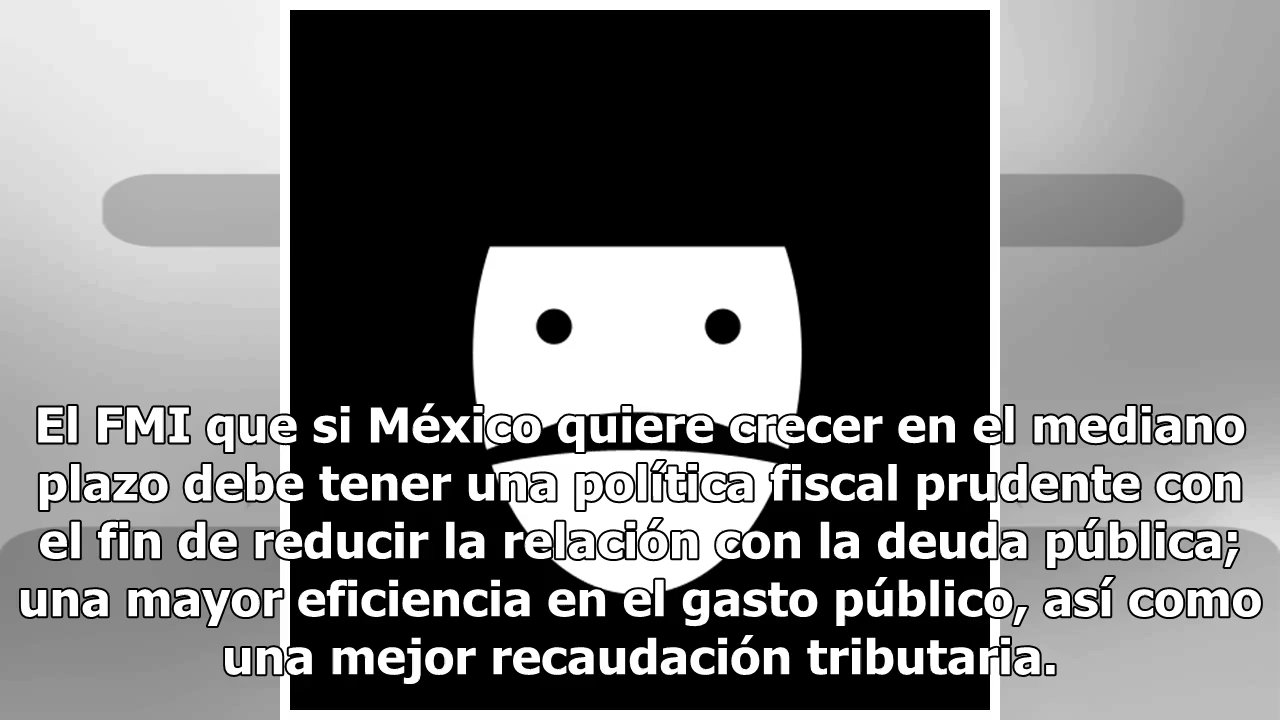 El FMI que si México quiere crecer en el mediano
plazo debe tener una política fiscal prudente con
el fin de reducir la relación con la deuda pública;
una mayor eficiencia en el gasto público, así como
una mejor recaudación tributaria.